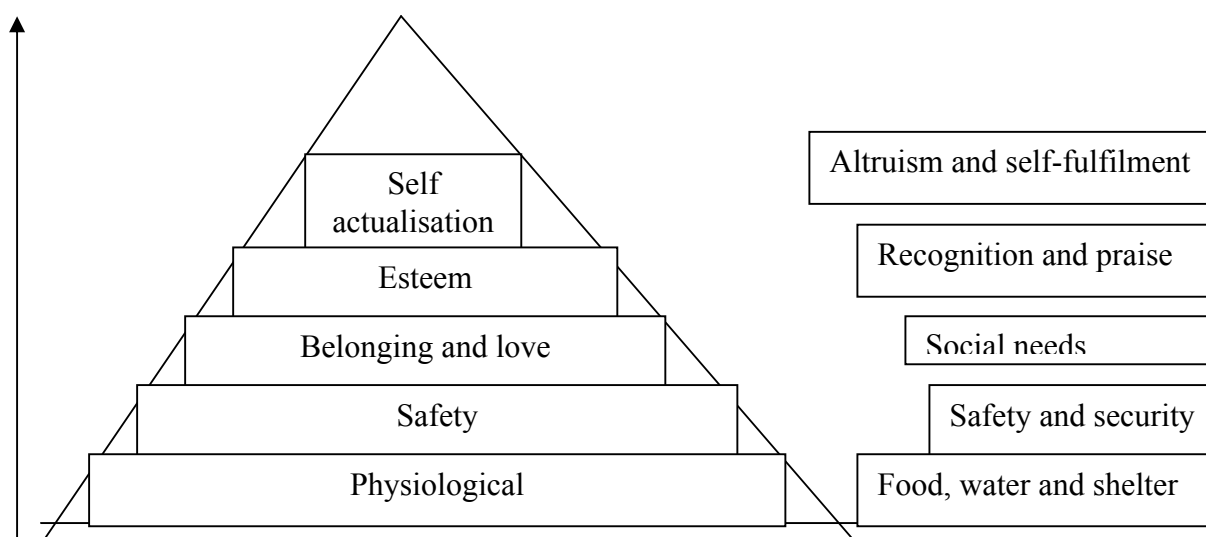 Self
actualisation
Altruism and self-fulfilment
Esteem
Recognition and praise
Belonging and love
Social needs
Safety
Safety and security
Physiological
Food, water and shelter